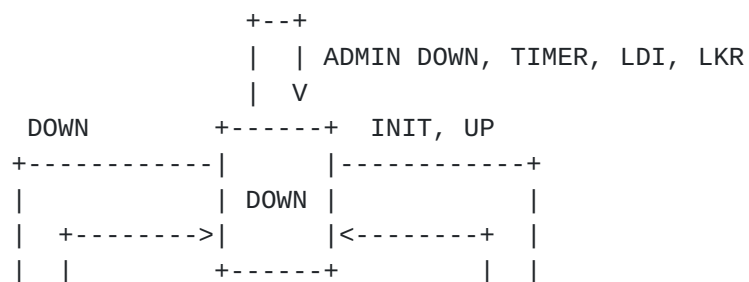 ADMIN DOWN, TIMER, LDI, LKR
DOWN INIT, UP
DOWN